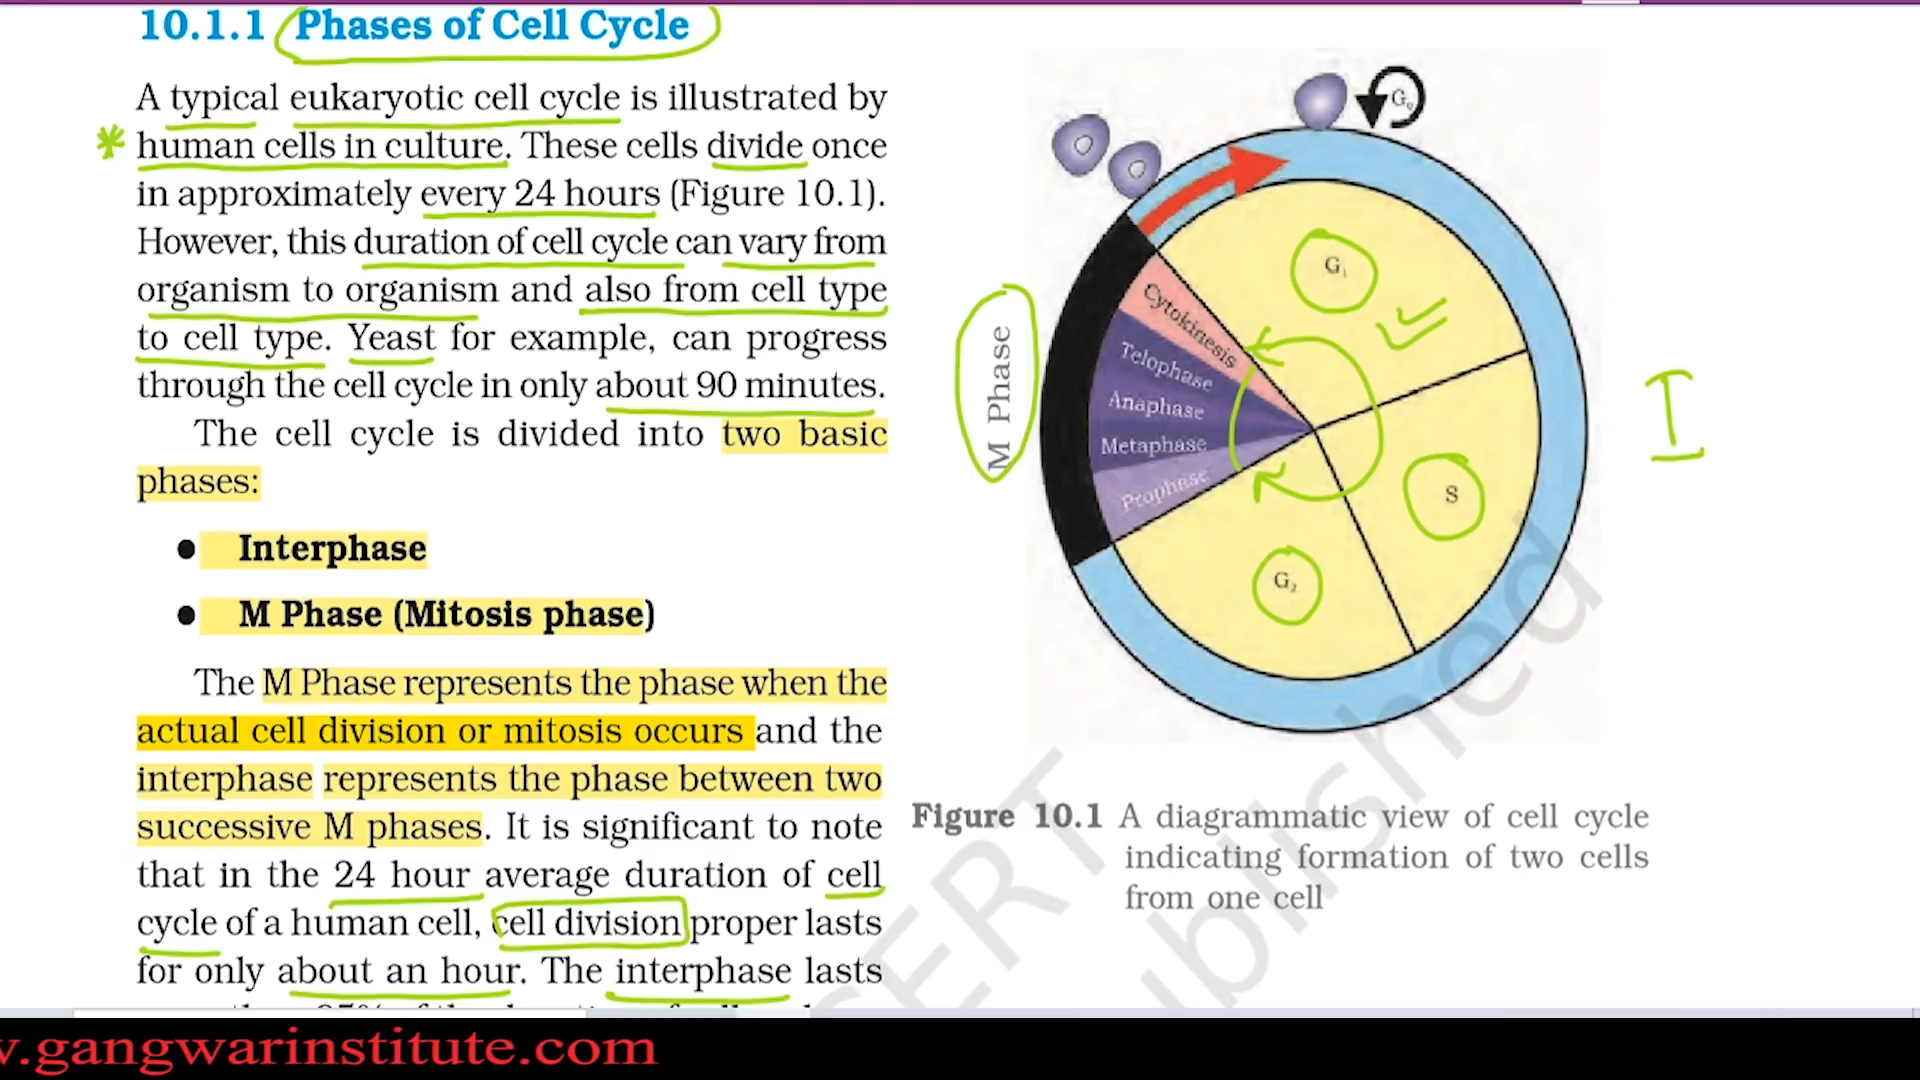 10.1.1 Phases of Cell Cycle
A typical eukaryotic cell cycle is illustrated by
* human cells in culture. These cells divide once
in approximately every 24 hours (Figure 10.1).
However, this duration of cell cycle can vary from
organism to organism and also from cell type
to cell type. Yeast for example, can progress
through the cell cycle in only about 90 minutes.
The cell cycle is divided into two basic
phases:
● Interphase
● M Phase (Mitosis phase)
The M Phase represents the phase when the
actual cell division or mitosis occurs and the
interphase represents the phase between two
successive M phases. It is significant to note
that in the 24 hour average duration of cell
cycle of a human cell, cell division proper lasts
for only about an hour. The interphase lasts
G₀
G₁
Cytokinesis
Telophase
Anaphase
Metaphase
Prophase
M Phase
S
G₂
I
Figure 10.1 A diagrammatic view of cell cycle
indicating formation of two cells
from one cell
ublished
.gangwarinstitute.com